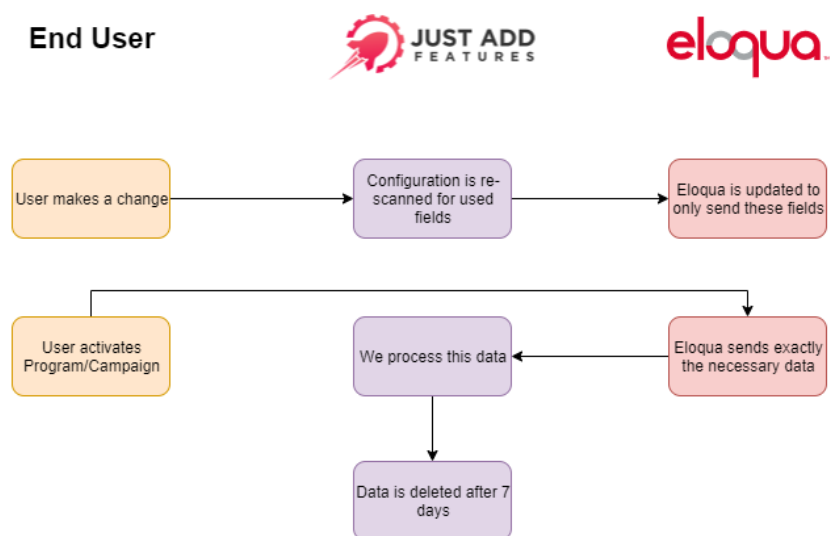 End User
JUST ADD
FEATURES
eloqua
User makes a change
Configuration is re-
scanned for used
fields
Eloqua is updated to
only send these fields
User activates
Program/Campaign
We process this data
Eloqua sends exactly
the necessary data
Data is deleted after 7
days